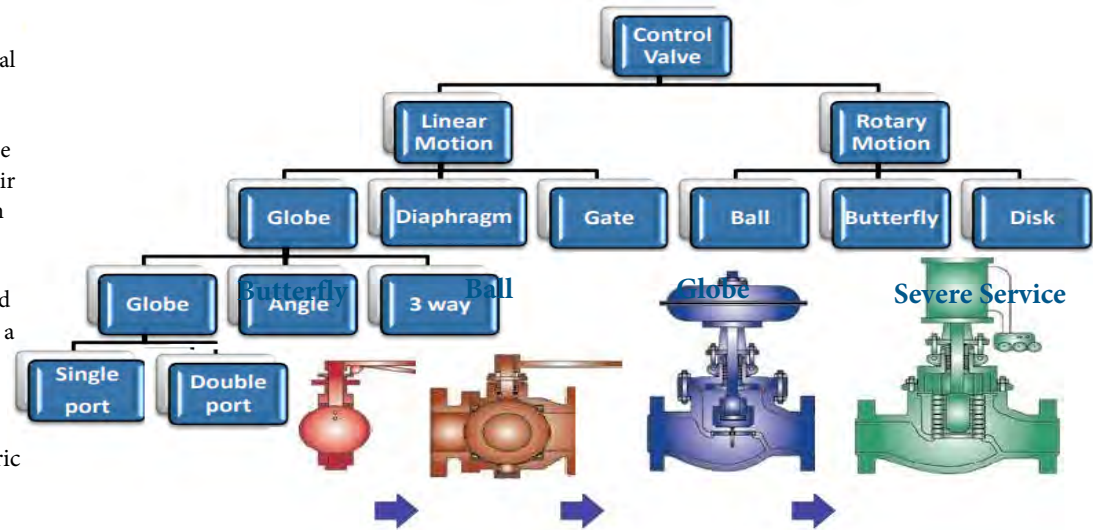 al
e
ir
n
d
a
ric
Control
Valve
Linear
Motion
Rotary
Motion
Globe
Diaphragm
Gate
Ball
Butterfly
Disk
Globe
Angle
3 way
Butterfly
Ball
Globe
Severe Service
Single
port
Double
port